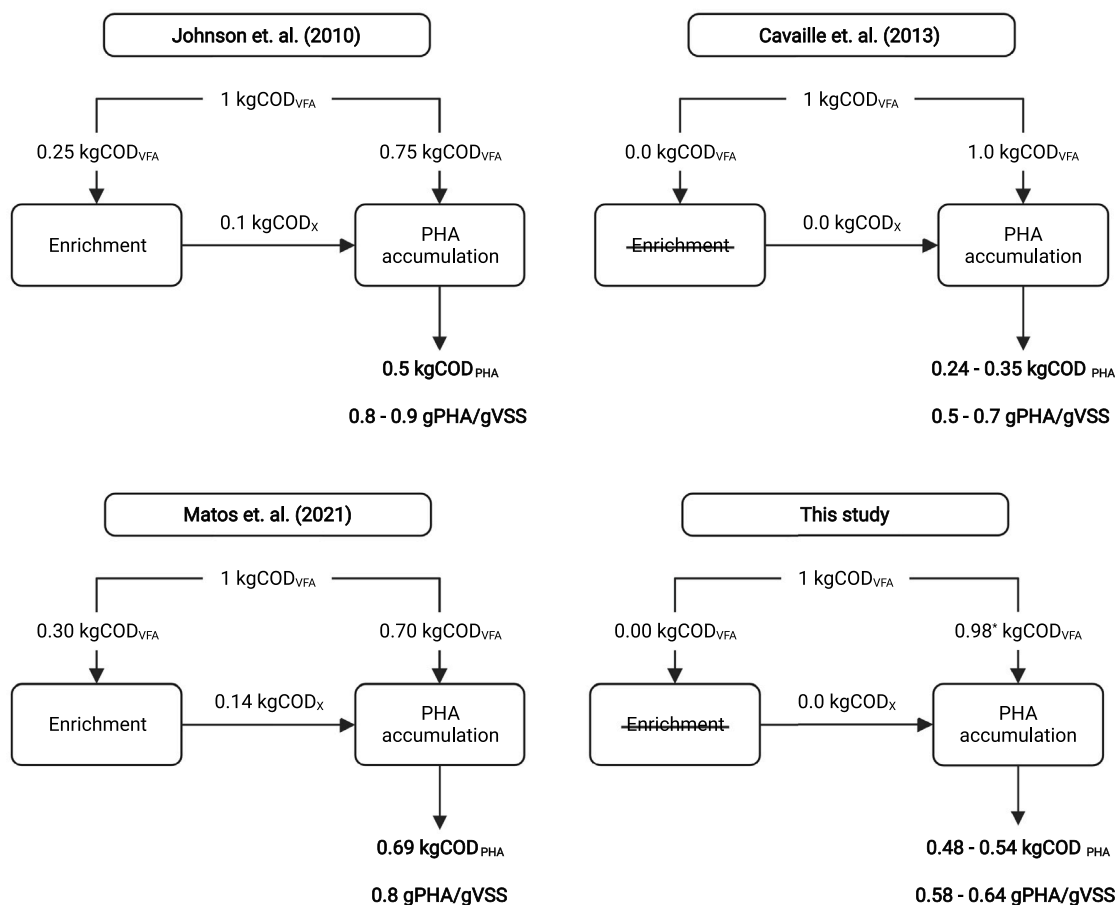 Johnson et. al. (2010)
1 kgCOD_VFA
0.25 kgCOD_VFA
0.75 kgCOD_VFA
Enrichment
0.1 kgCOD_X
PHA
accumulation
0.5 kgCOD_PHA
0.8 - 0.9 gPHA/gVSS
Cavaille et. al. (2013)
1 kgCOD_VFA
0.0 kgCOD_VFA
1.0 kgCOD_VFA
Enrichment
0.0 kgCOD_X
PHA
accumulation
0.24 - 0.35 kgCOD _PHA
0.5 - 0.7 gPHA/gVSS
Matos et. al. (2021)
1 kgCOD_VFA
0.30 kgCOD_VFA
0.70 kgCOD_VFA
Enrichment
0.14 kgCOD_X
PHA
accumulation
0.69 kgCOD_PHA
0.8 gPHA/gVSS
This study
1 kgCOD_VFA
0.00 kgCOD_VFA
0.98* kgCOD_VFA
Enrichment
0.0 kgCOD_X
PHA
accumulation
0.48 - 0.54 kgCOD _PHA
0.58 - 0.64 gPHA/gVSS